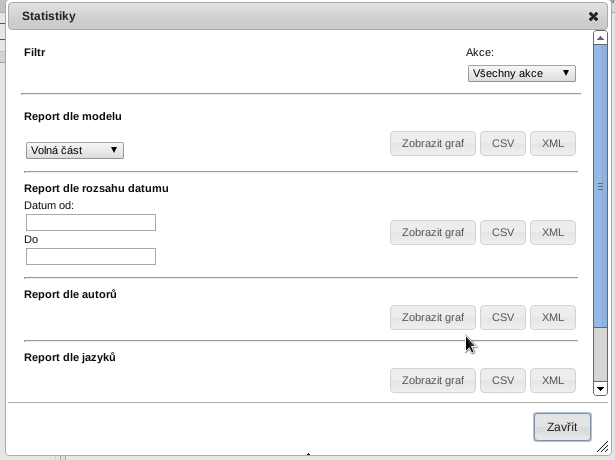 Statistiky
Filtr
Akce:
Všechny akce
Report dle modelu
Volná část
Zobrazit graf CSV XML
Report dle rozsahu datumu
Datum od:
Zobrazit graf CSV XML
Do
Report dle autorů
Zobrazit graf CSV XML
Report dle jazyků
Zobrazit graf CSV XML
Zavřít